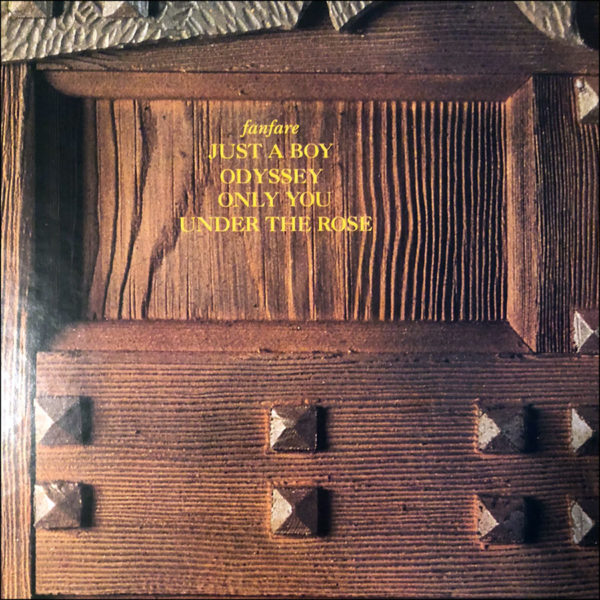 fanfare
JUST A BOY
ODYSSEY
ONLY YOU
UNDER THE ROSE